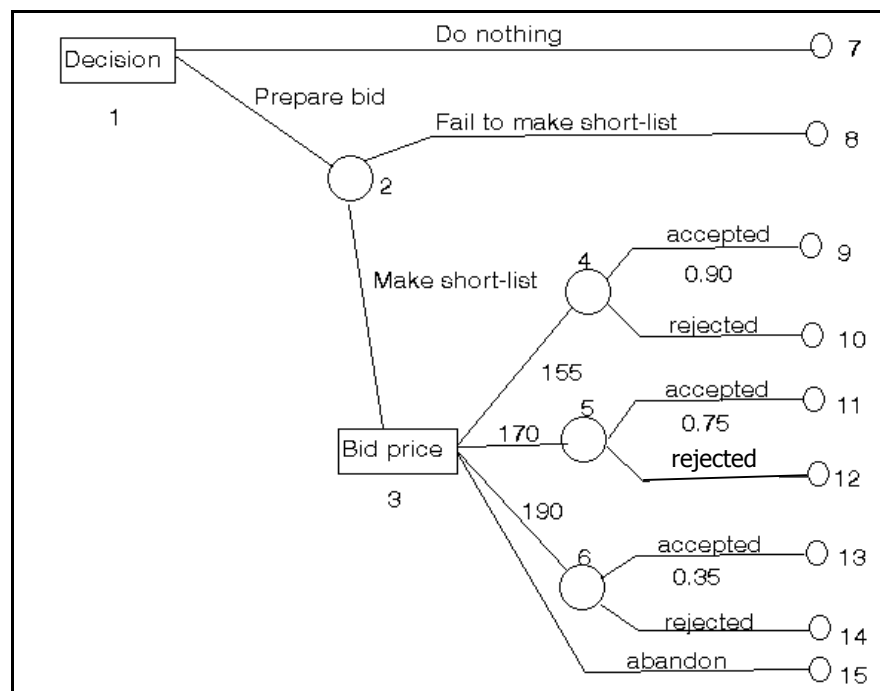 Do nothing
7
Decision
1
Prepare bid
Fail to make short-list
8
2
accepted
9
4
0.90
Make short-list
rejected
10
155
accepted
11
5
0.75
170
Bid price
rejected
12
3
190
accepted
13
6
0.35
rejected
14
abandon
15